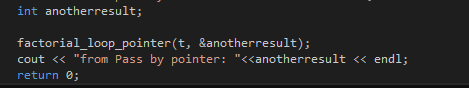 int anotherresult;
factorial_loop_pointer(t, &anotherresult);
cout << "from Pass by pointer: "<<anotherresult << endl;
return 0;